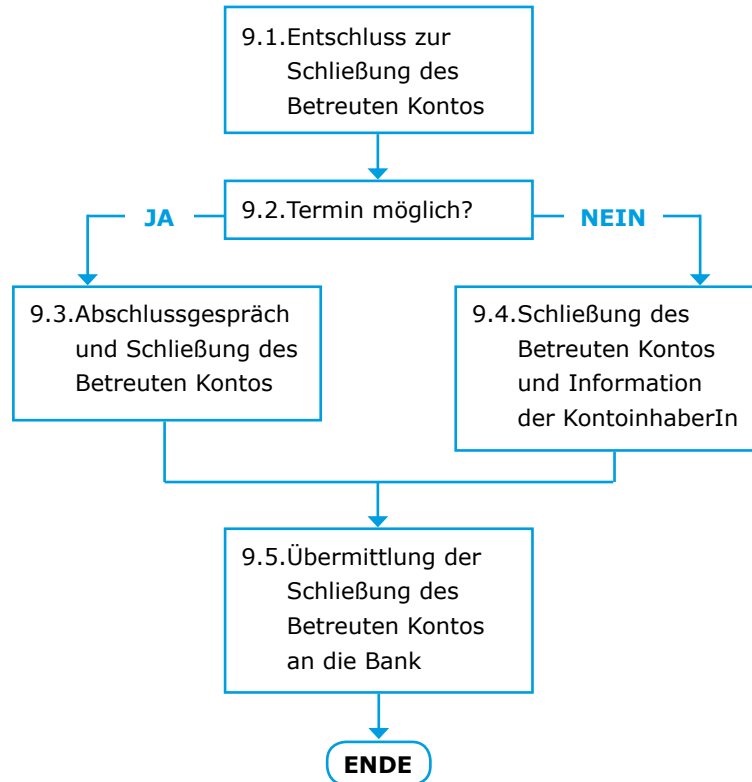 9.1.Entschluss zur
Schließung des
Betreuten Kontos
9.2.Termin möglich?
JA
NEIN
9.3.Abschlussgespräch
und Schließung des
Betreuten Kontos
9.4.Schließung des
Betreuten Kontos
und Information
der KontoinhaberIn
9.5.Übermittlung der
Schließung des
Betreuten Kontos
an die Bank
ENDE